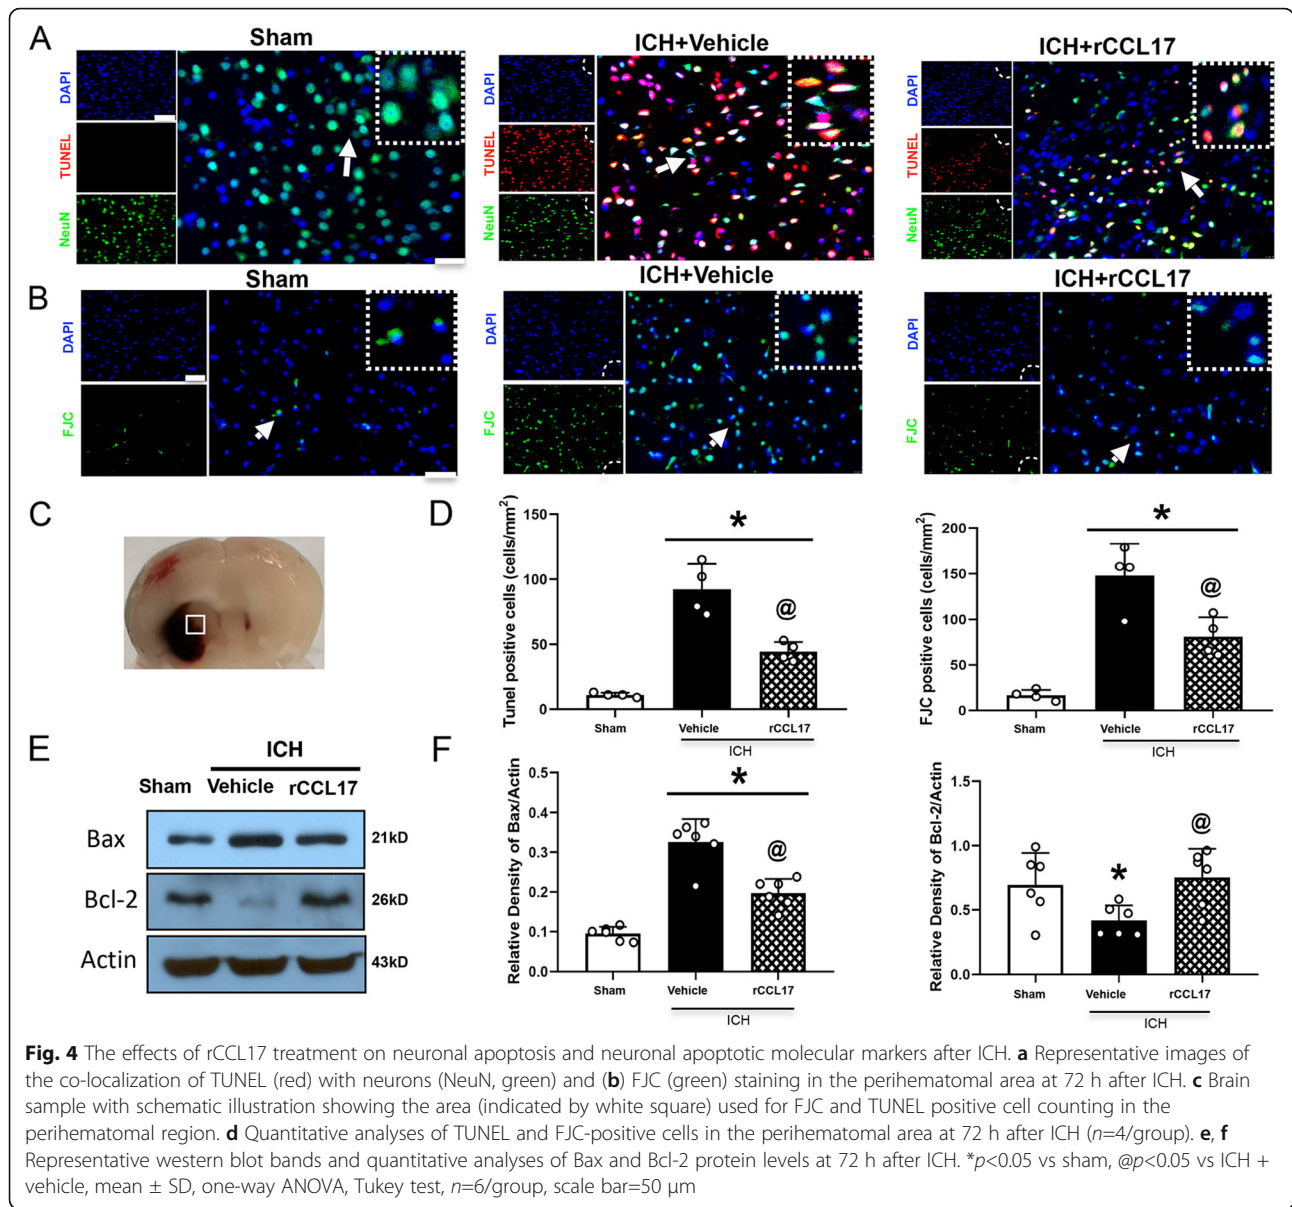 A
Sham
ICH+Vehicle
ICH+rCCL17
DAPI
TUNEL
NeuN
DAPI
TUNEL
NeuN
DAPI
TUNEL
NeuN
B
Sham
ICH+Vehicle
ICH+rCCL17
DAPI
FJC
DAPI
FJC
DAPI
FJC
C
D
Tunel positive cells (cells/mm²)
150
100
50
0
*
@
Sham
Vehicle
rCCL17
ICH
FJC positive cells (cells/mm²)
200
150
100
50
0
*
@
Sham
Vehicle
rCCL17
ICH
E
ICH
Sham Vehicle rCCL17
Bax
21kD
Bcl-2
26kD
Actin
43kD
F
Relative Density of Bax/Actin
0.5
0.4
0.3
0.2
0.1
0.0
*
@
Sham
Vehicle
rCCL17
ICH
Relative Density of Bcl-2/Actin
1.5
1.0
0.5
0.0
*
@
Sham
Vehicle
rCCL17
ICH
Fig. 4 The effects of rCCL17 treatment on neuronal apoptosis and neuronal apoptotic molecular markers after ICH. a Representative images of
the co-localization of TUNEL (red) with neurons (NeuN, green) and (b) FJC (green) staining in the perihematomal area at 72 h after ICH. c Brain
sample with schematic illustration showing the area (indicated by white square) used for FJC and TUNEL positive cell counting in the
perihematomal region. d Quantitative analyses of TUNEL and FJC-positive cells in the perihematomal area at 72 h after ICH (n=4/group). e, f
Representative western blot bands and quantitative analyses of Bax and Bcl-2 protein levels at 72 h after ICH. *p<0.05 vs sham, @p<0.05 vs ICH +
vehicle, mean ± SD, one-way ANOVA, Tukey test, n=6/group, scale bar=50 μm